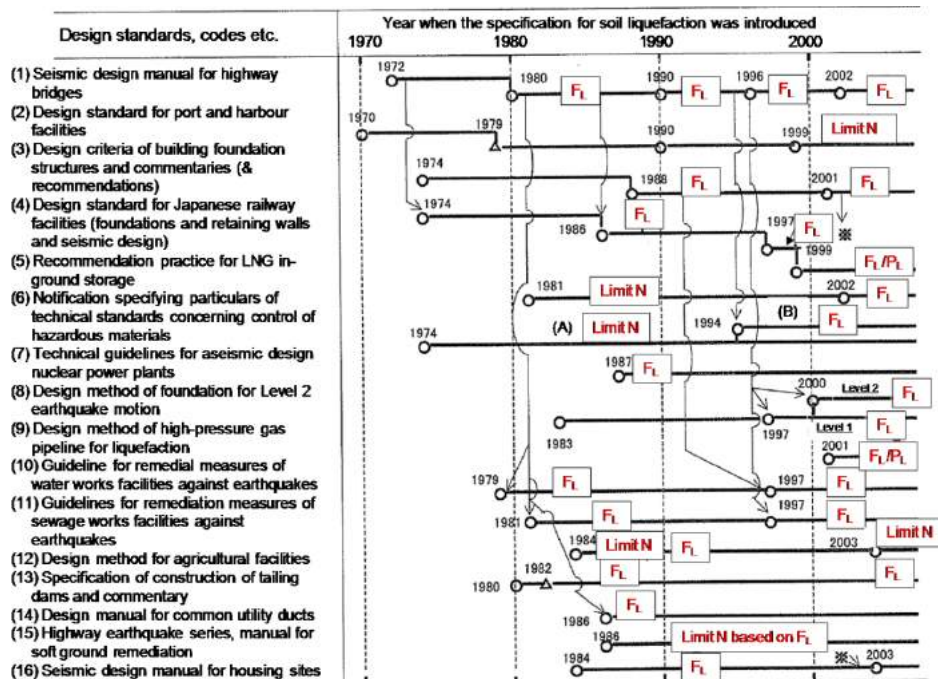 Design standards, codes etc.
Year when the specification for soil liquefaction was introduced
1970 1980 1990 2000
(1) Seismic design manual for highway
bridges
(2) Design standard for port and harbour
facilities
(3) Design criteria of building foundation
structures and commentaries (&
recommendations)
(4) Design standard for Japanese railway
facilities (foundations and retaining walls
and seismic design)
(5) Recommendation practice for LNG in-
ground storage
(6) Notification specifying particulars of
technical standards concerning control of
hazardous materials
(7) Technical guidelines for aseismic design
nuclear power plants
(8) Design method of foundation for Level 2
earthquake motion
(9) Design method of high-pressure gas
pipeline for liquefaction
(10) Guideline for remedial measures of
water works facilities against earthquakes
(11) Guidelines for remediation measures of
sewage works facilities against
earthquakes
(12) Design method for agricultural facilities
(13) Specification of construction of tailing
dams and commentary
(14) Design manual for common utility ducts
(15) Highway earthquake series, manual for
soft ground remediation
(16) Seismic design manual for housing sites
1972 1980 FL 1990 FL 1996 FL 2002 FL
1970 1979 1990 1999 Limit N
1974 1988 FL 2001 FL
1974 1986 FL 1997 FL ※
1999 FL/PL
1981 Limit N 2002 FL
(A) Limit N 1994 (B) FL
1974
1987 FL
2000 Level 2 FL
1983 1997 Level 1 FL
2001 FL/PL
1979 FL 1997 FL
1981 FL 1997 FL
1984 Limit N FL 2003 Limit N
1980 1982 FL FL
1986 FL
1986 Limit N based on FL
1984 FL ※ 2003